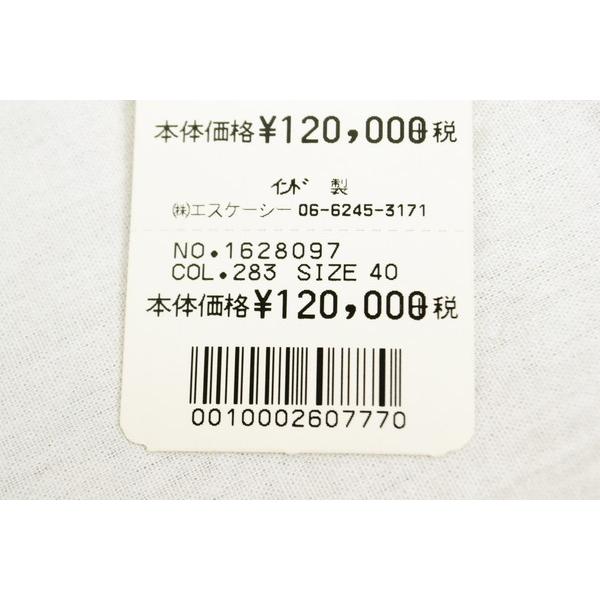 本体価格¥120,000+税
インド 製
㈱エスケーシー 06-6245-3171
NO.1628097
COL.283 SIZE 40
本体価格¥120,000+税
0010002607770